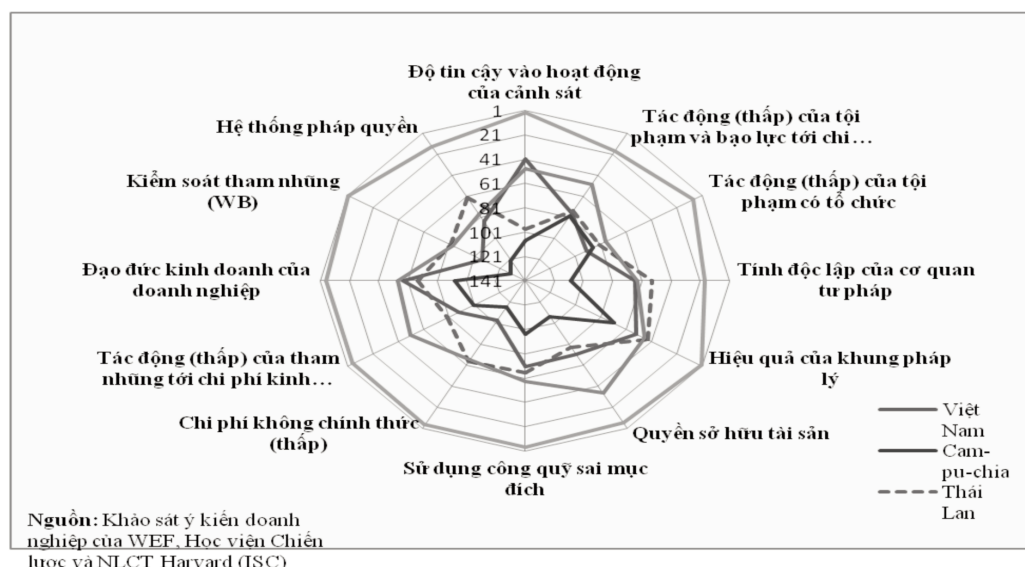 Độ tin cậy vào hoạt động
của cảnh sát
Tác động (thấp) của tội
phạm và bạo lực tới chi…
Tác động (thấp) của tội
phạm có tổ chức
Tính độc lập của cơ quan
tư pháp
Hiệu quả của khung pháp
lý
Quyền sở hữu tài sản
Sử dụng công quỹ sai mục
đích
Chi phí không chính thức
(thấp)
Tác động (thấp) của tham
nhũng tới chi phí kinh…
Đạo đức kinh doanh của
doanh nghiệp
Kiểm soát tham nhũng
(WB)
Hệ thống pháp quyền
1
21
41
61
81
101
121
141
Việt
Nam
Cam-
pu-chia
Thái
Lan
Nguồn: Khảo sát ý kiến doanh
nghiệp của WEF, Học viện Chiến
lược và NLCT Harvard (ISC)